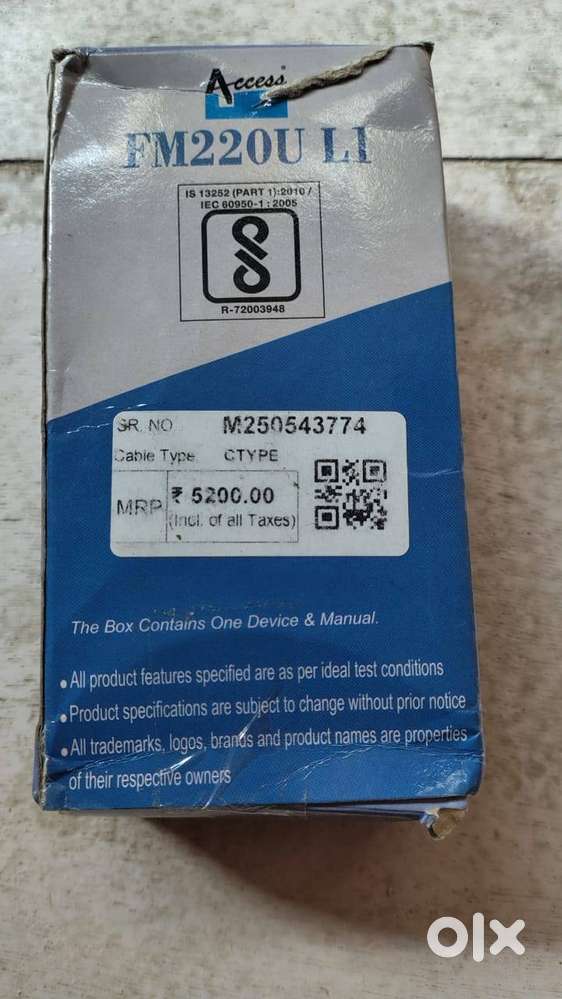 Access
FM220U L1
IS 13252 (PART 1):2010 /
IEC 60950-1 : 2005
R-72003948
SR. NO. M250543774
Cable Type CTYPE
MRP ₹ 5200.00
(Incl. of all Taxes)
The Box Contains One Device & Manual.
• All product features specified are as per ideal test conditions
• Product specifications are subject to change without prior notice
• All trademarks, logos, brands and product names are properties
of their respective owners
olx